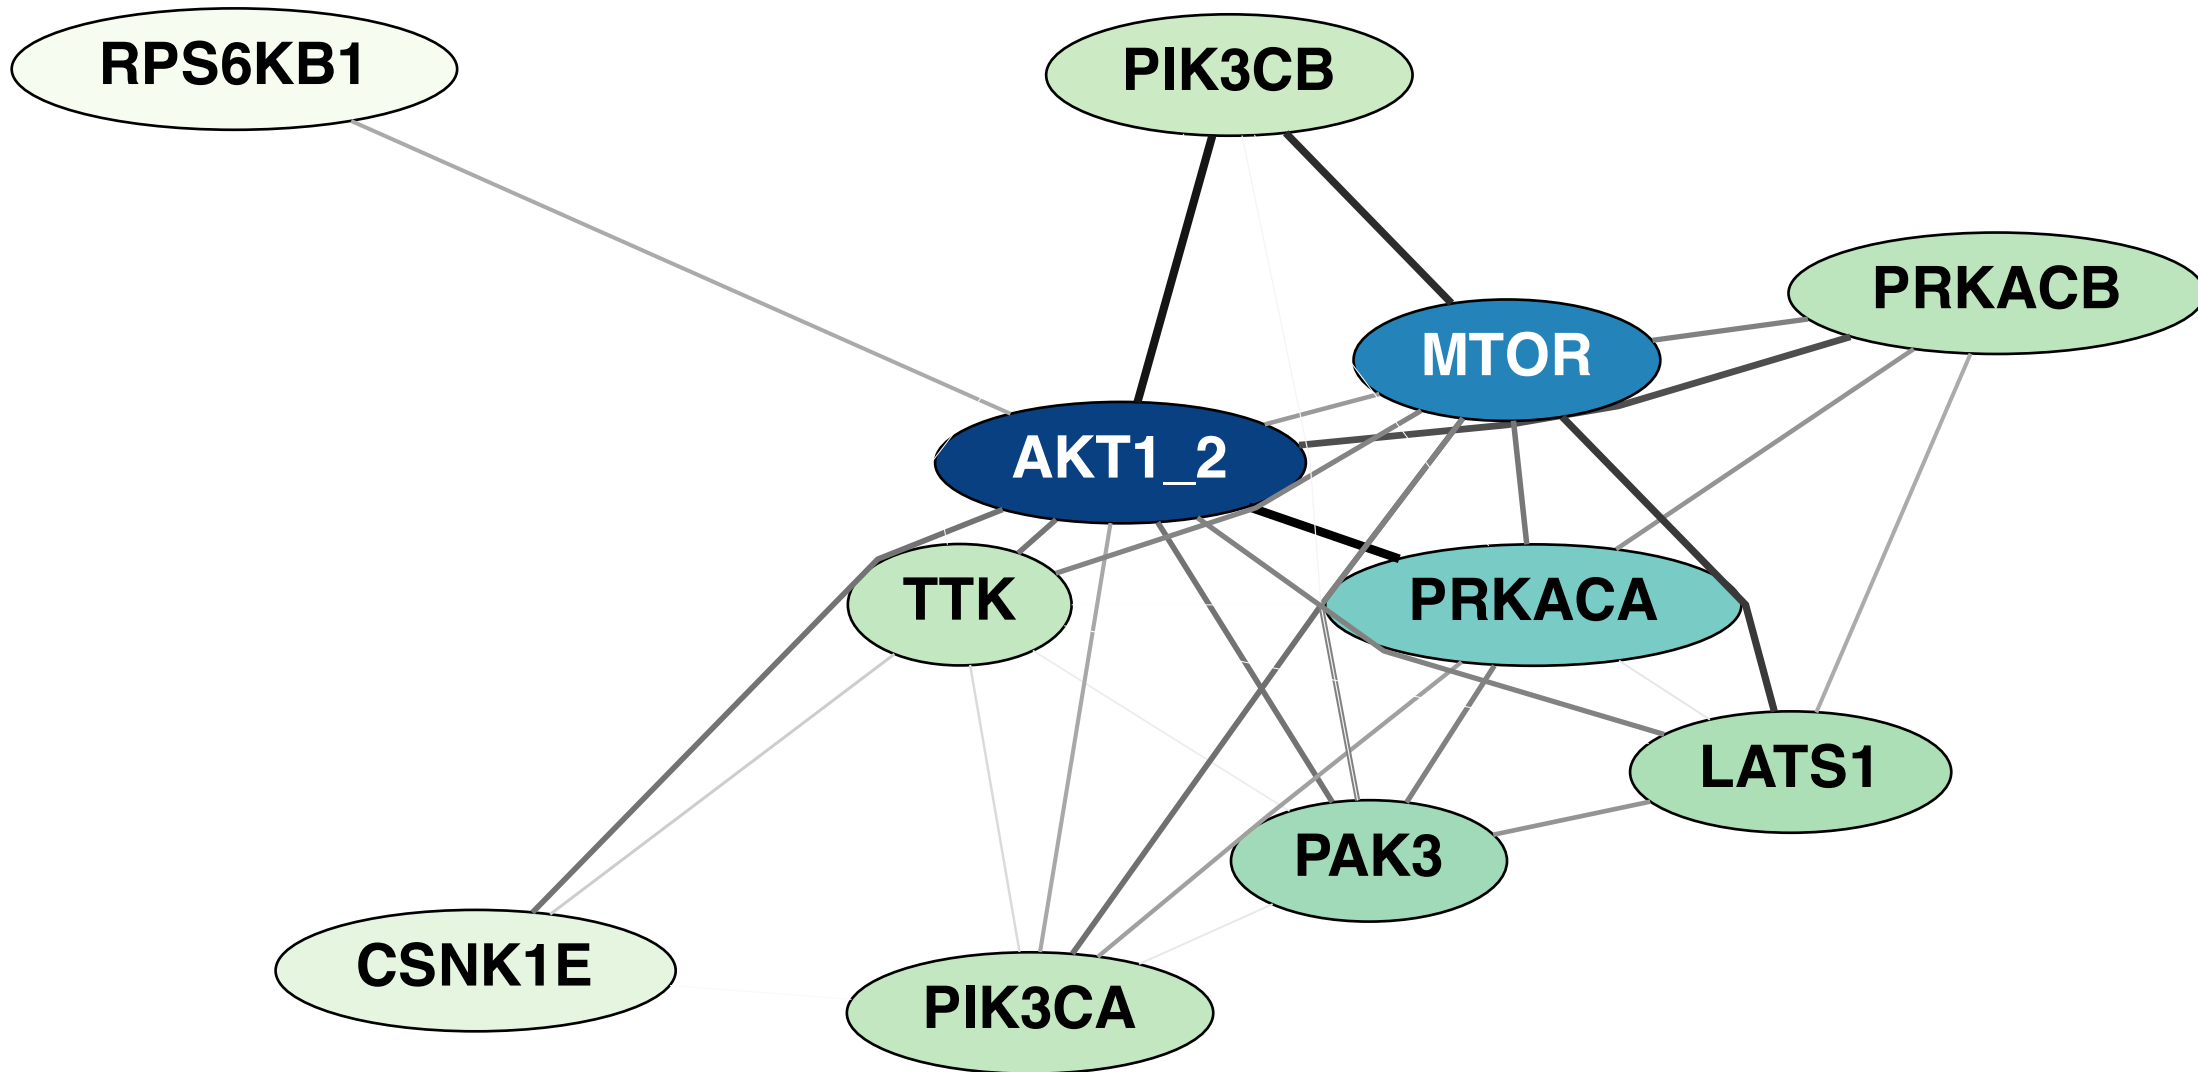 RPS6KB1
PIK3CB
PRKACB
MTOR
AKT1_2
TTK
PRKACA
LATS1
PAK3
CSNK1E
PIK3CA